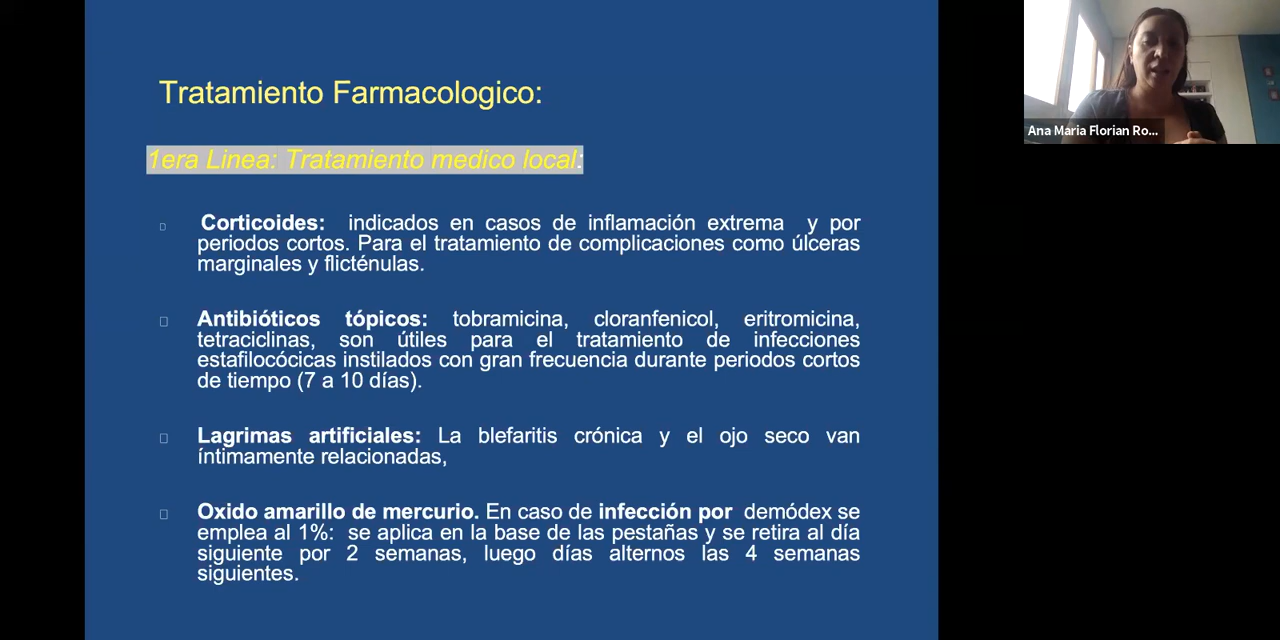 Tratamiento Farmacologico:
1era Linea: Tratamiento medico local:
Corticoides: indicados en casos de inflamación extrema y por
periodos cortos. Para el tratamiento de complicaciones como úlceras
marginales y flicténulas.
Antibióticos tópicos: tobramicina, cloranfenicol, eritromicina,
tetraciclinas, son útiles para el tratamiento de infecciones
estafilocócicas instilados con gran frecuencia durante periodos cortos
de tiempo (7 a 10 días).
Lagrimas artificiales: La blefaritis crónica y el ojo seco van
íntimamente relacionadas,
Oxido amarillo de mercurio. En caso de infección por demódex se
emplea al 1%: se aplica en la base de las pestañas y se retira al día
siguiente por 2 semanas, luego días alternos las 4 semanas
siguientes.
Ana Maria Florian Ro...